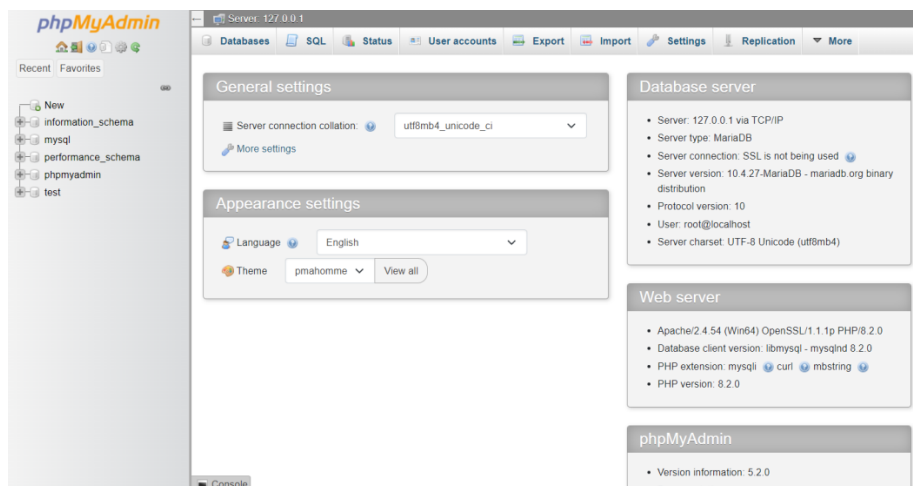 phpMyAdmin
Recent Favorites
New
information_schema
mysql
performance_schema
phpmyadmin
test
Server: 127.0.0.1
Databases SQL Status User accounts Export Import Settings Replication More
General settings
Server connection collation: utf8mb4_unicode_ci
More settings
Appearance settings
Language English
Theme pmahomme View all
Database server
Server: 127.0.0.1 via TCP/IP
Server type: MariaDB
Server connection: SSL is not being used
Server version: 10.4.27-MariaDB - mariadb.org binary
distribution
Protocol version: 10
User: root@localhost
Server charset: UTF-8 Unicode (utf8mb4)
Web server
Apache/2.4.54 (Win64) OpenSSL/1.1.1p PHP/8.2.0
Database client version: libmysql - mysqlnd 8.2.0
PHP extension: mysqli curl mbstring
PHP version: 8.2.0
phpMyAdmin
Version information: 5.2.0
Console